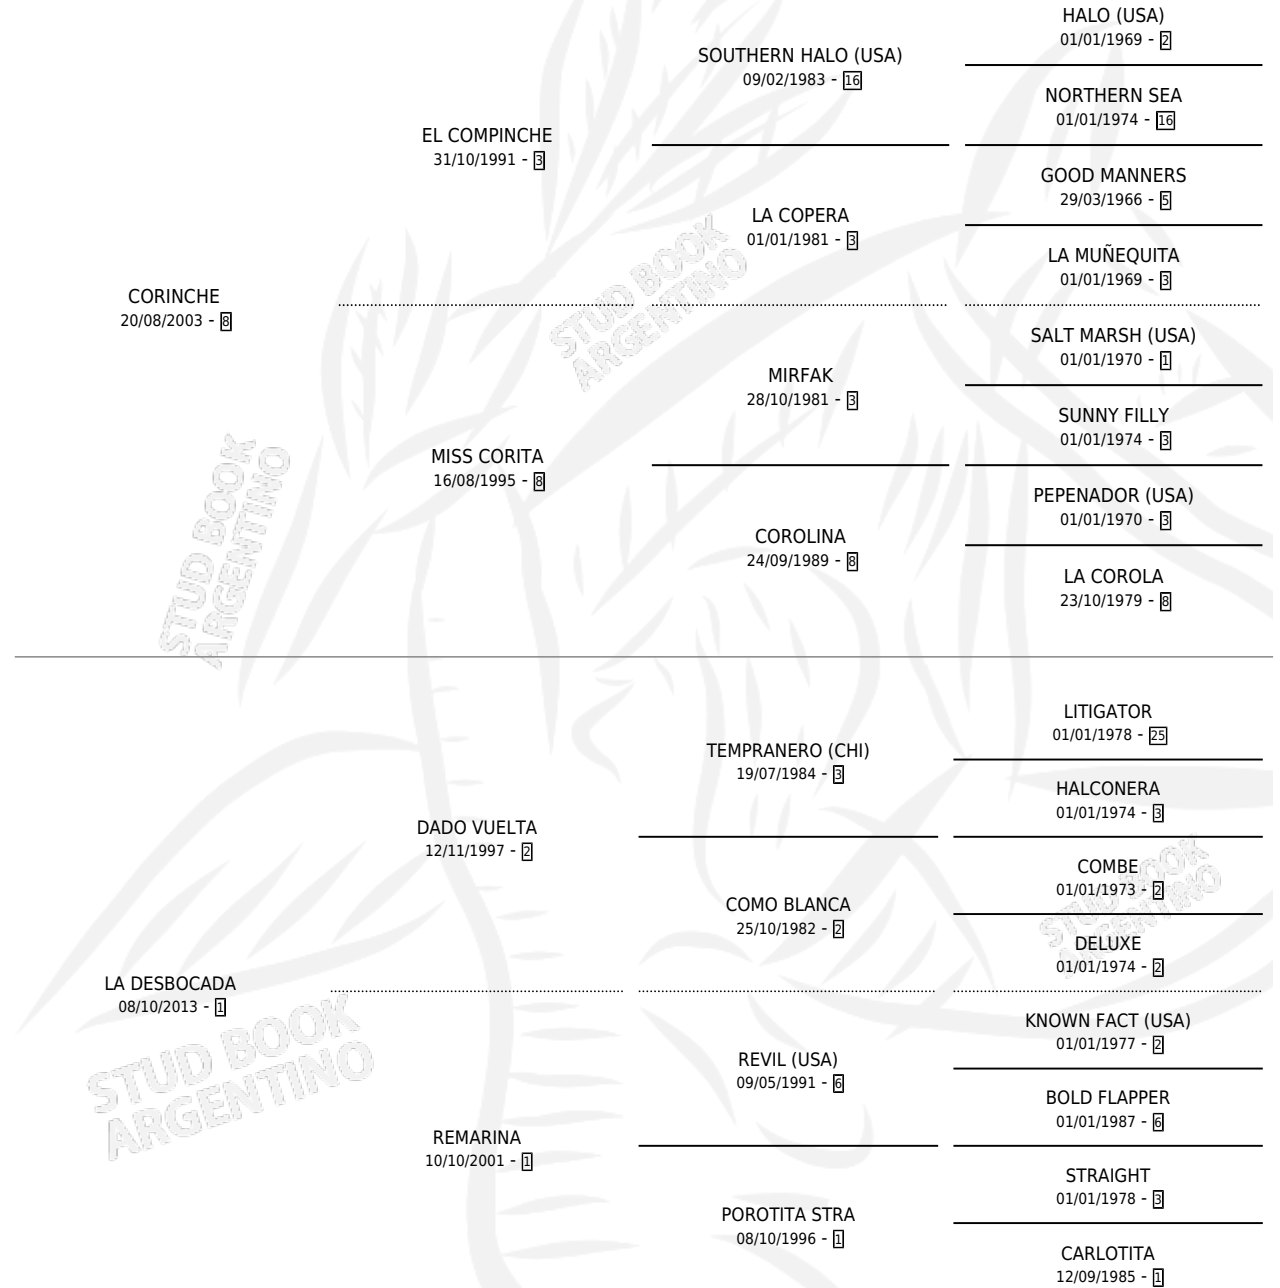 HALO (USA)
01/01/1969 - 2
SOUTHERN HALO (USA)
09/02/1983 - 16
NORTHERN SEA
01/01/1974 - 16
EL COMPINCHE
31/10/1991 - 3
GOOD MANNERS
29/03/1966 - 5
LA COPERA
01/01/1981 - 3
LA MUÑEQUITA
01/01/1969 - 3
CORINCHE
20/08/2003 - 8
STUD BOOK
ARGENTINO
SALT MARSH (USA)
01/01/1970 - 1
MIRFAK
28/10/1981 - 3
SUNNY FILLY
01/01/1974 - 3
MISS CORITA
16/08/1995 - 8
PEPENADOR (USA)
01/01/1970 - 3
COROLINA
24/09/1989 - 8
LA COROLA
23/10/1979 - 8
STUD BOOK
ARGENTINO
LITIGATOR
01/01/1978 - 25
TEMPRANERO (CHI)
19/07/1984 - 3
HALCONERA
01/01/1974 - 3
DADO VUELTA
12/11/1997 - 2
COMBE
01/01/1973 - 2
COMO BLANCA
25/10/1982 - 2
STUD BOOK
ARGENTINO
DELUXE
01/01/1974 - 2
LA DESBOCADA
08/10/2013 - 1
STUD BOOK
ARGENTINO
KNOWN FACT (USA)
01/01/1977 - 2
REVIL (USA)
09/05/1991 - 6
BOLD FLAPPER
01/01/1987 - 6
REMARINA
10/10/2001 - 1
STRAIGHT
01/01/1978 - 3
POROTITA STRA
08/10/1996 - 1
CARLOTITA
12/09/1985 - 1